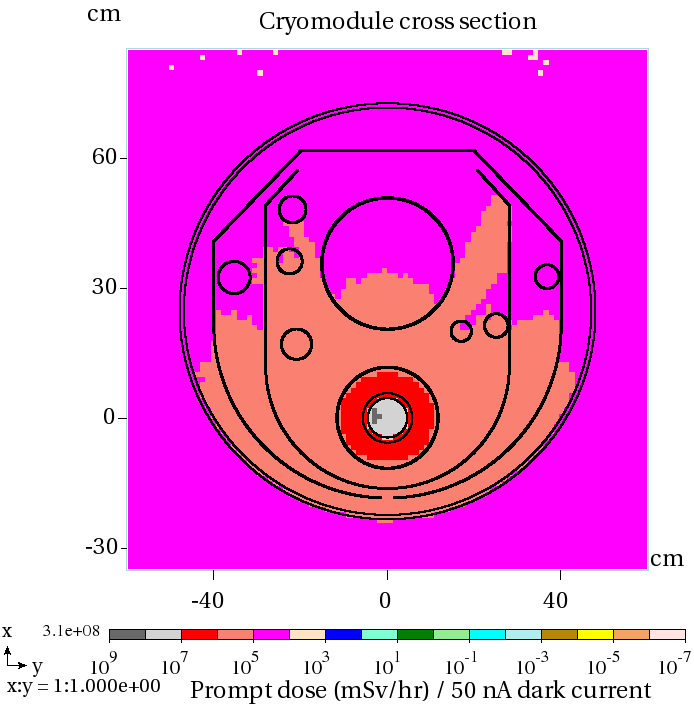 cm
Cryomodule cross section
60
30
0
-30
cm
-40 0 40
x
y
3.1e+08
10^9 10^7 10^5 10^3 10^1 10^-1 10^-3 10^-5 10^-7
x:y = 1:1.000e+00
Prompt dose (mSv/hr) / 50 nA dark current